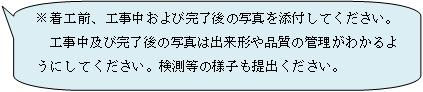 ※着工前、工事中および完了後の写真を添付してください。
工事中及び完了後の写真は出来形や品質の管理がわかるよ
うにしてください。検測等の様子も提出ください。